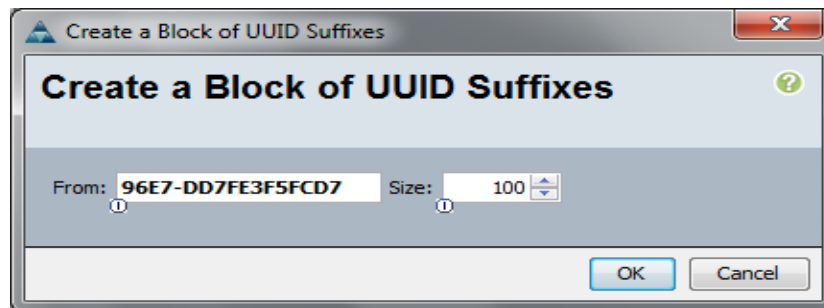 Create a Block of UUID Suffixes
Create a Block of UUID Suffixes
From: 96E7-DD7FE3F5FCD7 Size: 100
OK Cancel